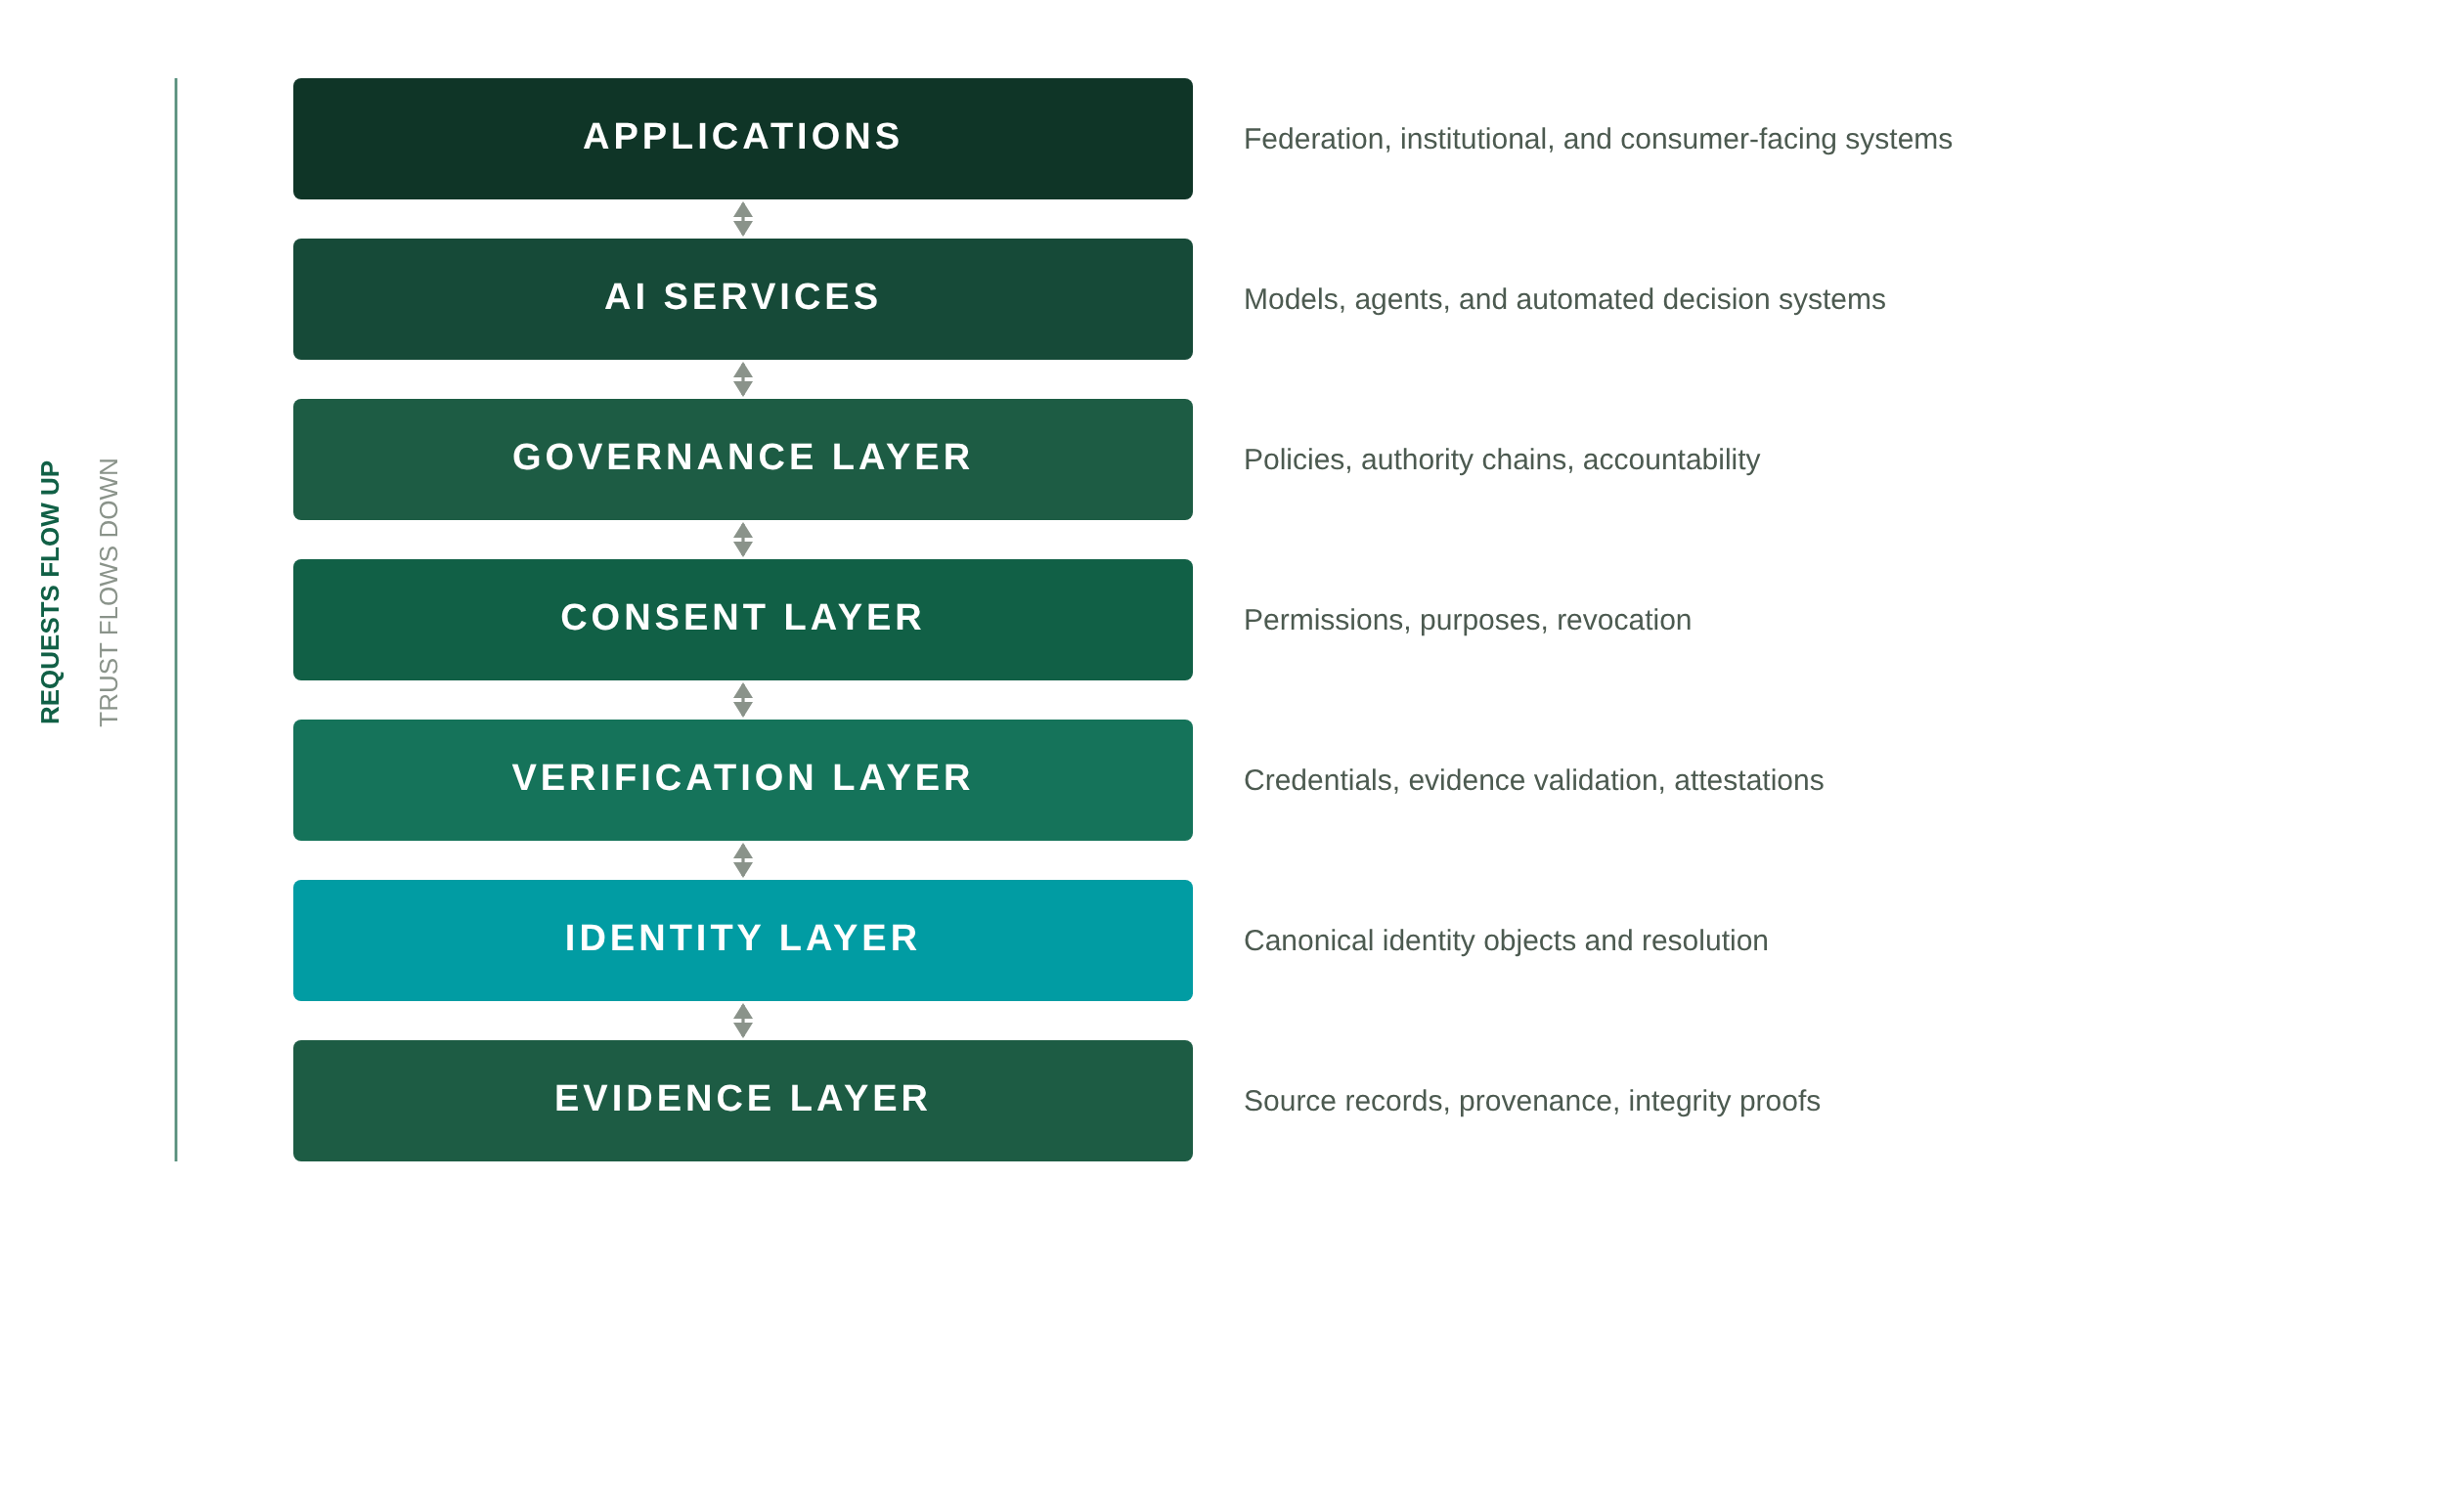 REQUESTS FLOW UP
TRUST FLOWS DOWN
APPLICATIONS
Federation, institutional, and consumer-facing systems
AI SERVICES
Models, agents, and automated decision systems
GOVERNANCE LAYER
Policies, authority chains, accountability
CONSENT LAYER
Permissions, purposes, revocation
VERIFICATION LAYER
Credentials, evidence validation, attestations
IDENTITY LAYER
Canonical identity objects and resolution
EVIDENCE LAYER
Source records, provenance, integrity proofs